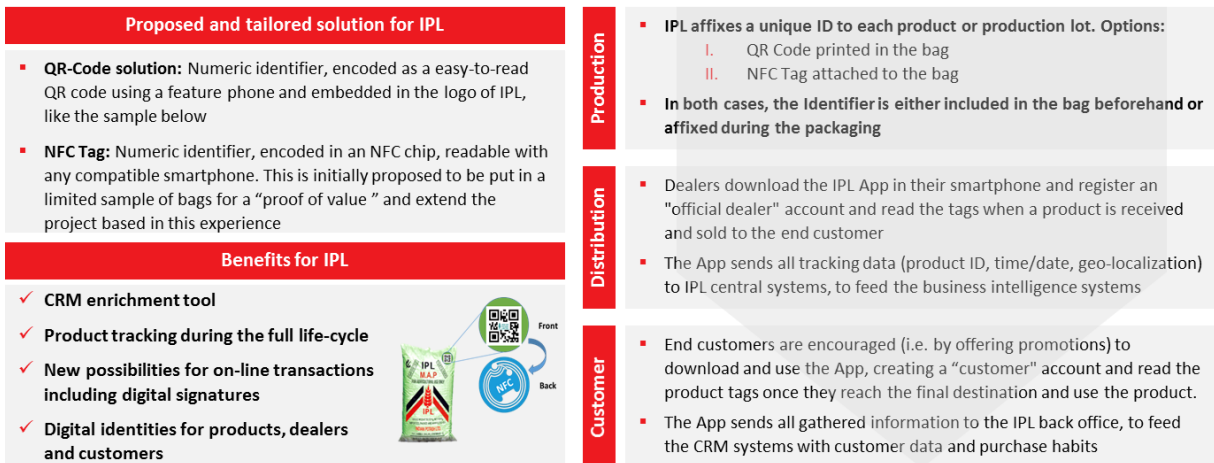 Proposed and tailored solution for IPL
▪ QR-Code solution: Numeric identifier, encoded as a easy-to-read
QR code using a feature phone and embedded in the logo of IPL,
like the sample below
▪ NFC Tag: Numeric identifier, encoded in an NFC chip, readable with
any compatible smartphone. This is initially proposed to be put in a
limited sample of bags for a “proof of value ” and extend the
project based in this experience
Benefits for IPL
✓ CRM enrichment tool
✓ Product tracking during the full life-cycle
✓ New possibilities for on-line transactions
including digital signatures
✓ Digital identities for products, dealers
and customers
Front
NFC
Back
IPL
M.A.P
IPL
Production
▪ IPL affixes a unique ID to each product or production lot. Options:
I. QR Code printed in the bag
II. NFC Tag attached to the bag
▪ In both cases, the Identifier is either included in the bag beforehand or
affixed during the packaging
Distribution
▪ Dealers download the IPL App in their smartphone and register an
"official dealer" account and read the tags when a product is received
and sold to the end customer
▪ The App sends all tracking data (product ID, time/date, geo-localization)
to IPL central systems, to feed the business intelligence systems
Customer
▪ End customers are encouraged (i.e. by offering promotions) to
download and use the App, creating a “customer" account and read the
product tags once they reach the final destination and use the product.
▪ The App sends all gathered information to the IPL back office, to feed
the CRM systems with customer data and purchase habits